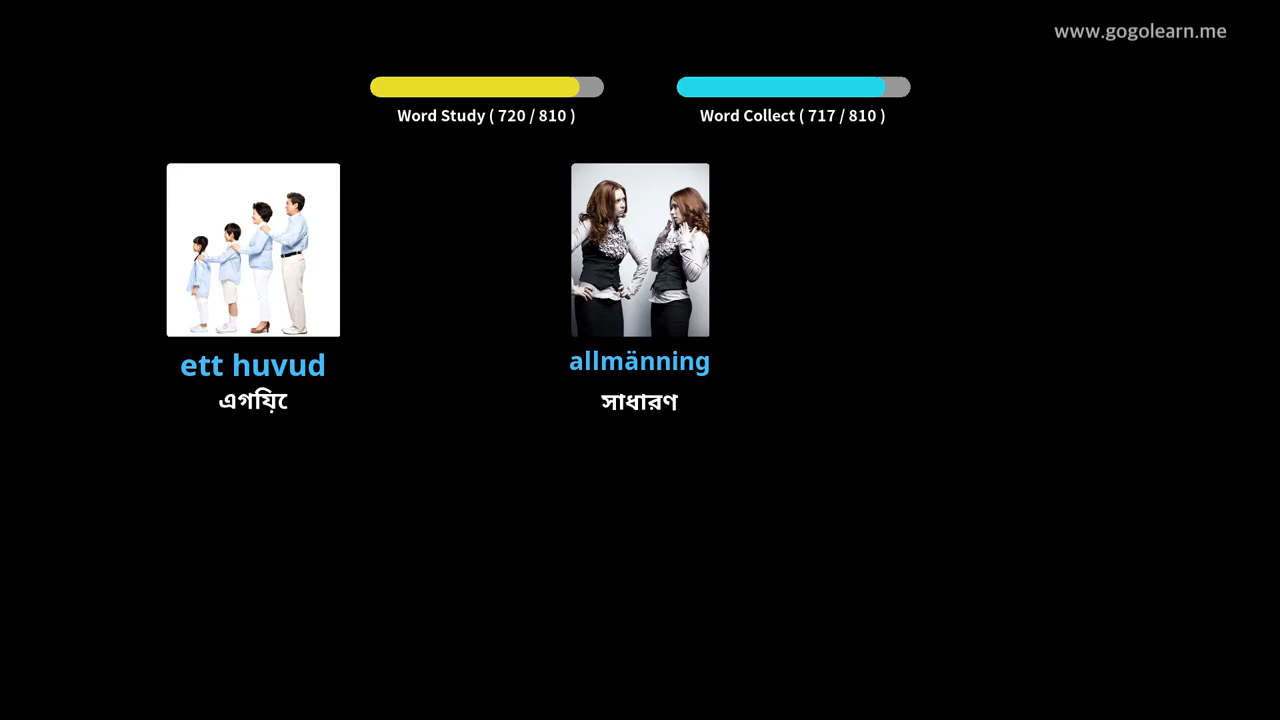 www.gogolearn.me
Word Study ( 720 / 810 )
Word Collect ( 717 / 810 )
ett huvud
এগিয়ে
allmänning
সাধারণ